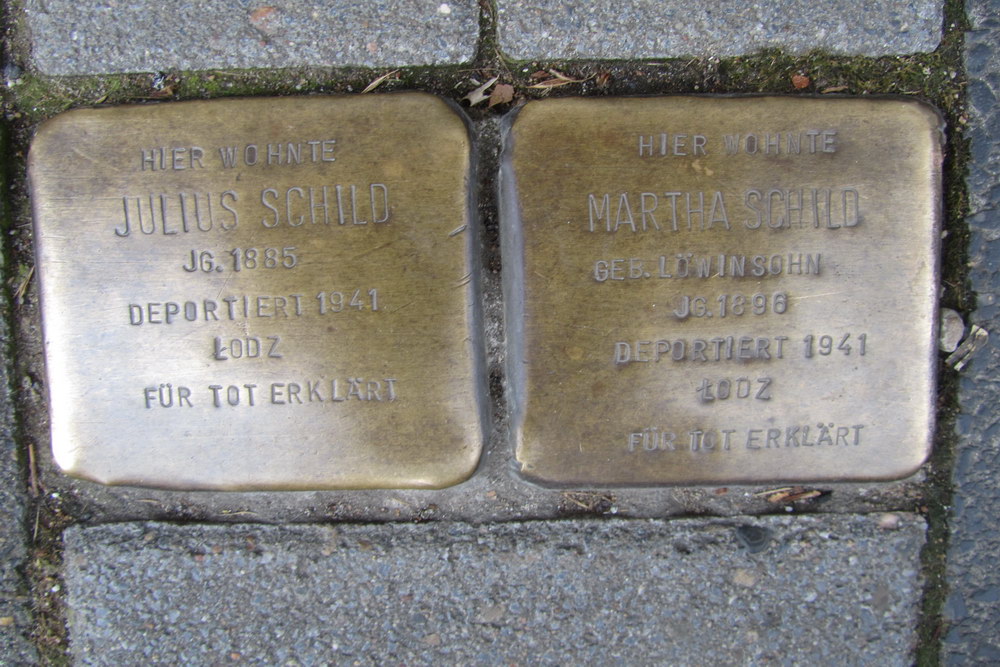 HIER WOHNTE
JULIUS SCHILD
JG. 1885
DEPORTIERT 1941
ŁODZ
FÜR TOT ERKLÄRT
HIER WOHNTE
MARTHA SCHILD
GEB. LÖWINSOHN
JG. 1896
DEPORTIERT 1941
ŁODZ
FÜR TOT ERKLÄRT